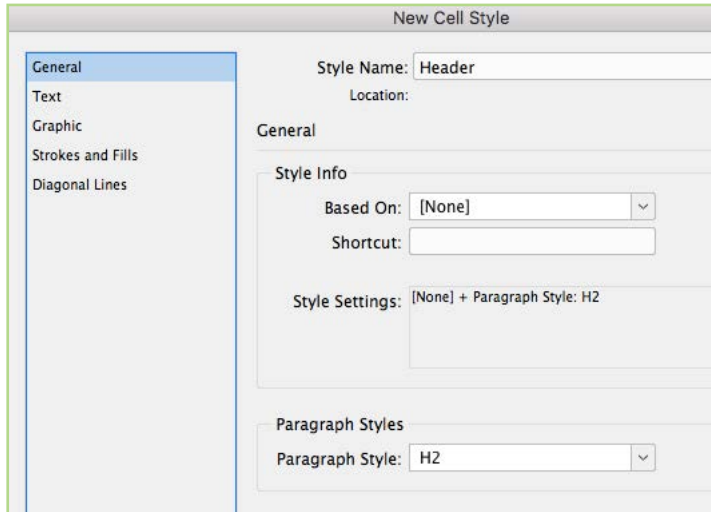 New Cell Style
General
Text
Graphic
Strokes and Fills
Diagonal Lines
Style Name: Header
Location:
General
Style Info
Based On: [None]
Shortcut:
Style Settings: [None] + Paragraph Style: H2
Paragraph Styles
Paragraph Style: H2